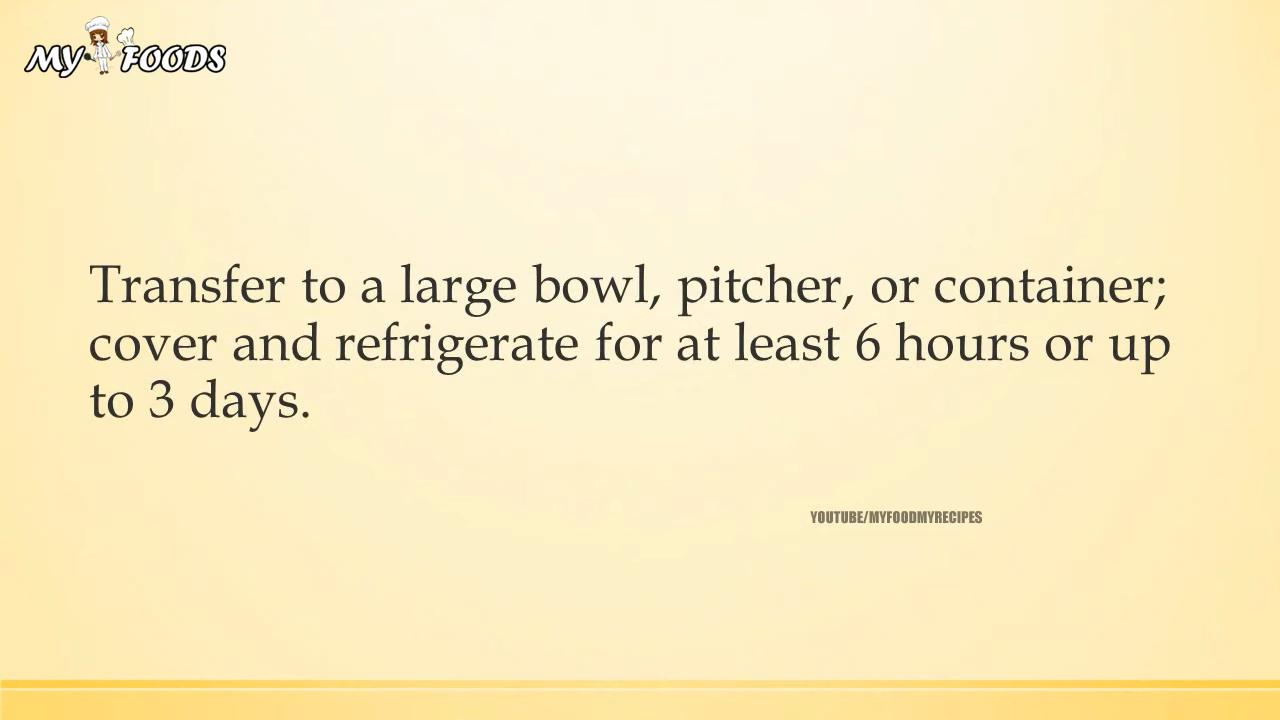 MY FOODS
Transfer to a large bowl, pitcher, or container;
cover and refrigerate for at least 6 hours or up
to 3 days.
YOUTUBE/MYFOODMYRECIPES